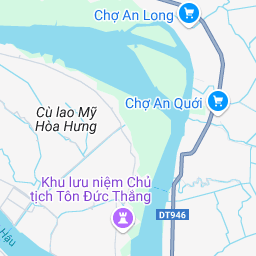 Chợ An Long
Chợ An Quới
Cù lao Mỹ
Hòa Hưng
Khu lưu niệm Chủ
tịch Tôn Đức Thắng
DT946
Hậu